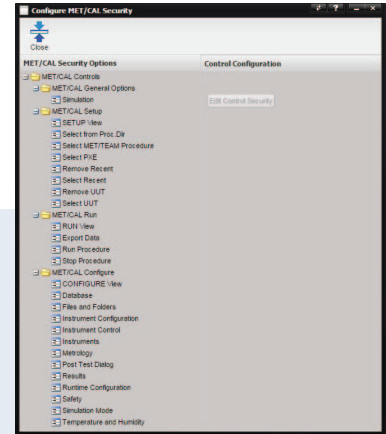 Configure MET/CAL Security
Close
MET/CAL Security Options
Control Configuration
MET/CAL Controls
MET/CAL General Options
Simulation
Edit Control Security
MET/CAL Setup
SETUP View
Select from Proc.Dir
Select MET/TEAM Procedure
Select PXE
Remove Recent
Select Recent
Remove UUT
Select UUT
MET/CAL Run
RUN View
Export Data
Run Procedure
Stop Procedure
MET/CAL Configure
CONFIGURE View
Database
Files and Folders
Instrument Configuration
Instrument Control
Instruments
Metrology
Post Test Dialog
Results
Runtime Configuration
Safety
Simulation Mode
Temperature and Humidity